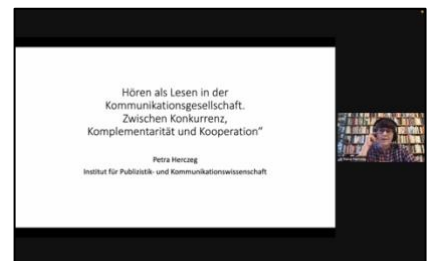 Hören als Lesen in der
Kommunikationsgesellschaft.
Zwischen Konkurrenz,
Komplementarität und Kooperation"
Petra Herczeg
Institut für Publizistik- und Kommunikationswissenschaft